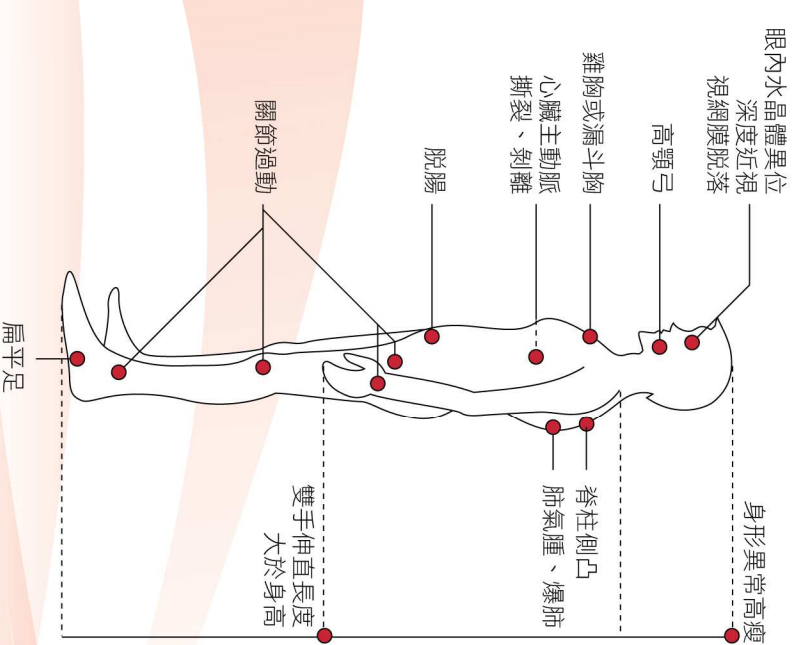 眼內水晶體異位
深度近視
視網膜脱落
高顎弓
雞胸或漏斗胸
心臟主動脈
撕裂、剝離
脱腸
關節過動
扁平足
身形異常高瘦
脊柱側凸
肺氣腫、爆肺
雙手伸直長度
大於身高